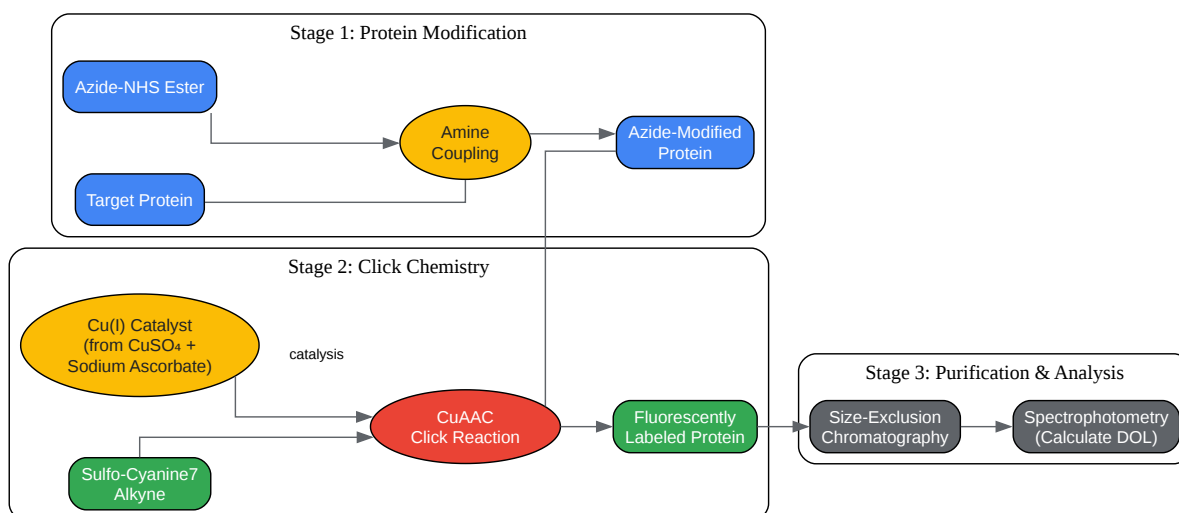 Stage 1: Protein Modification
Azide-NHS Ester
Amine
Coupling
Azide-Modified
Protein
Target Protein
Stage 2: Click Chemistry
Cu(I) Catalyst
(from CuSO₄ +
Sodium Ascorbate)
catalysis
CuAAC
Click Reaction
Fluorescently
Labeled Protein
Sulfo-Cyanine7
Alkyne
Stage 3: Purification & Analysis
Size-Exclusion
Chromatography
Spectrophotometry
(Calculate DOL)